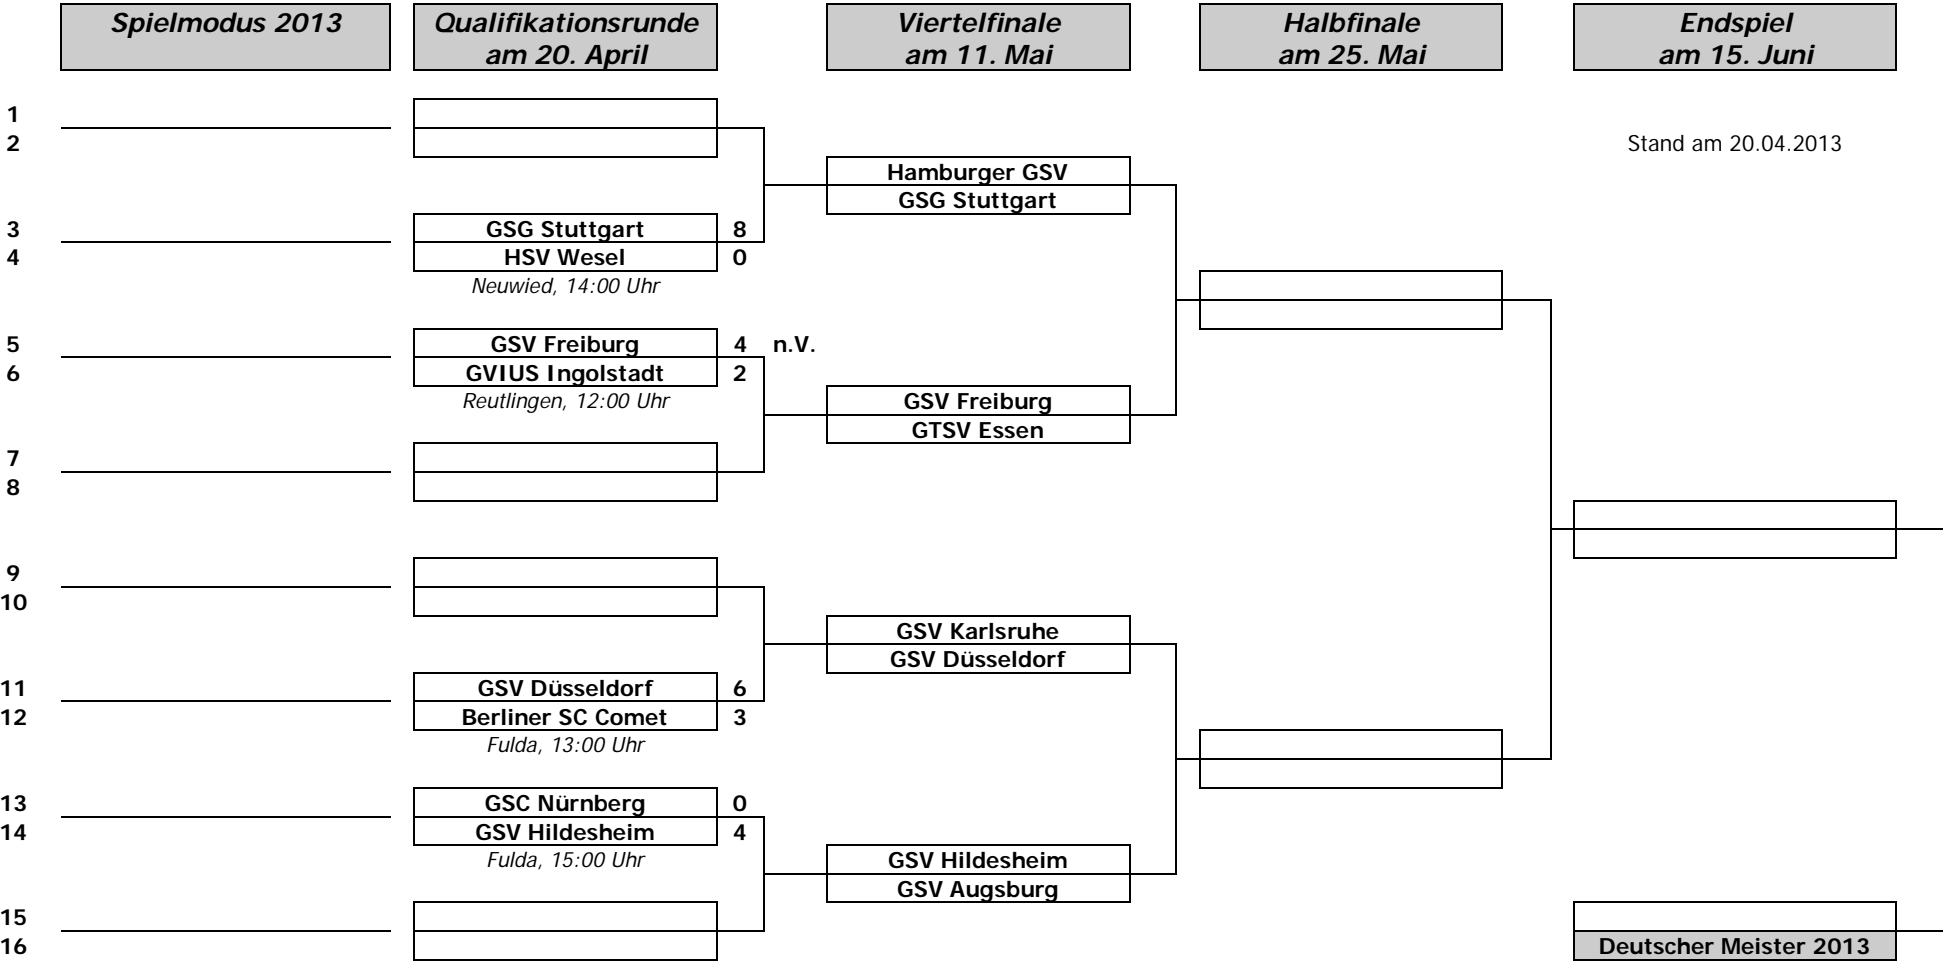 Spielmodus 2013
Qualifikationsrunde
am 20. April
Viertelfinale
am 11. Mai
Halbfinale
am 25. Mai
Endspiel
am 15. Juni
1
2
Stand am 20.04.2013
Hamburger GSV
GSG Stuttgart
3 GSG Stuttgart 8
4 HSV Wesel 0
Neuwied, 14:00 Uhr
5 GSV Freiburg 4 n.V.
6 GVIUS Ingolstadt 2
Reutlingen, 12:00 Uhr
GSV Freiburg
GTSV Essen
7
8
9
10
GSV Karlsruhe
GSV Düsseldorf
11 GSV Düsseldorf 6
12 Berliner SC Comet 3
Fulda, 13:00 Uhr
13 GSC Nürnberg 0
14 GSV Hildesheim 4
Fulda, 15:00 Uhr
GSV Hildesheim
GSV Augsburg
15
16
Deutscher Meister 2013